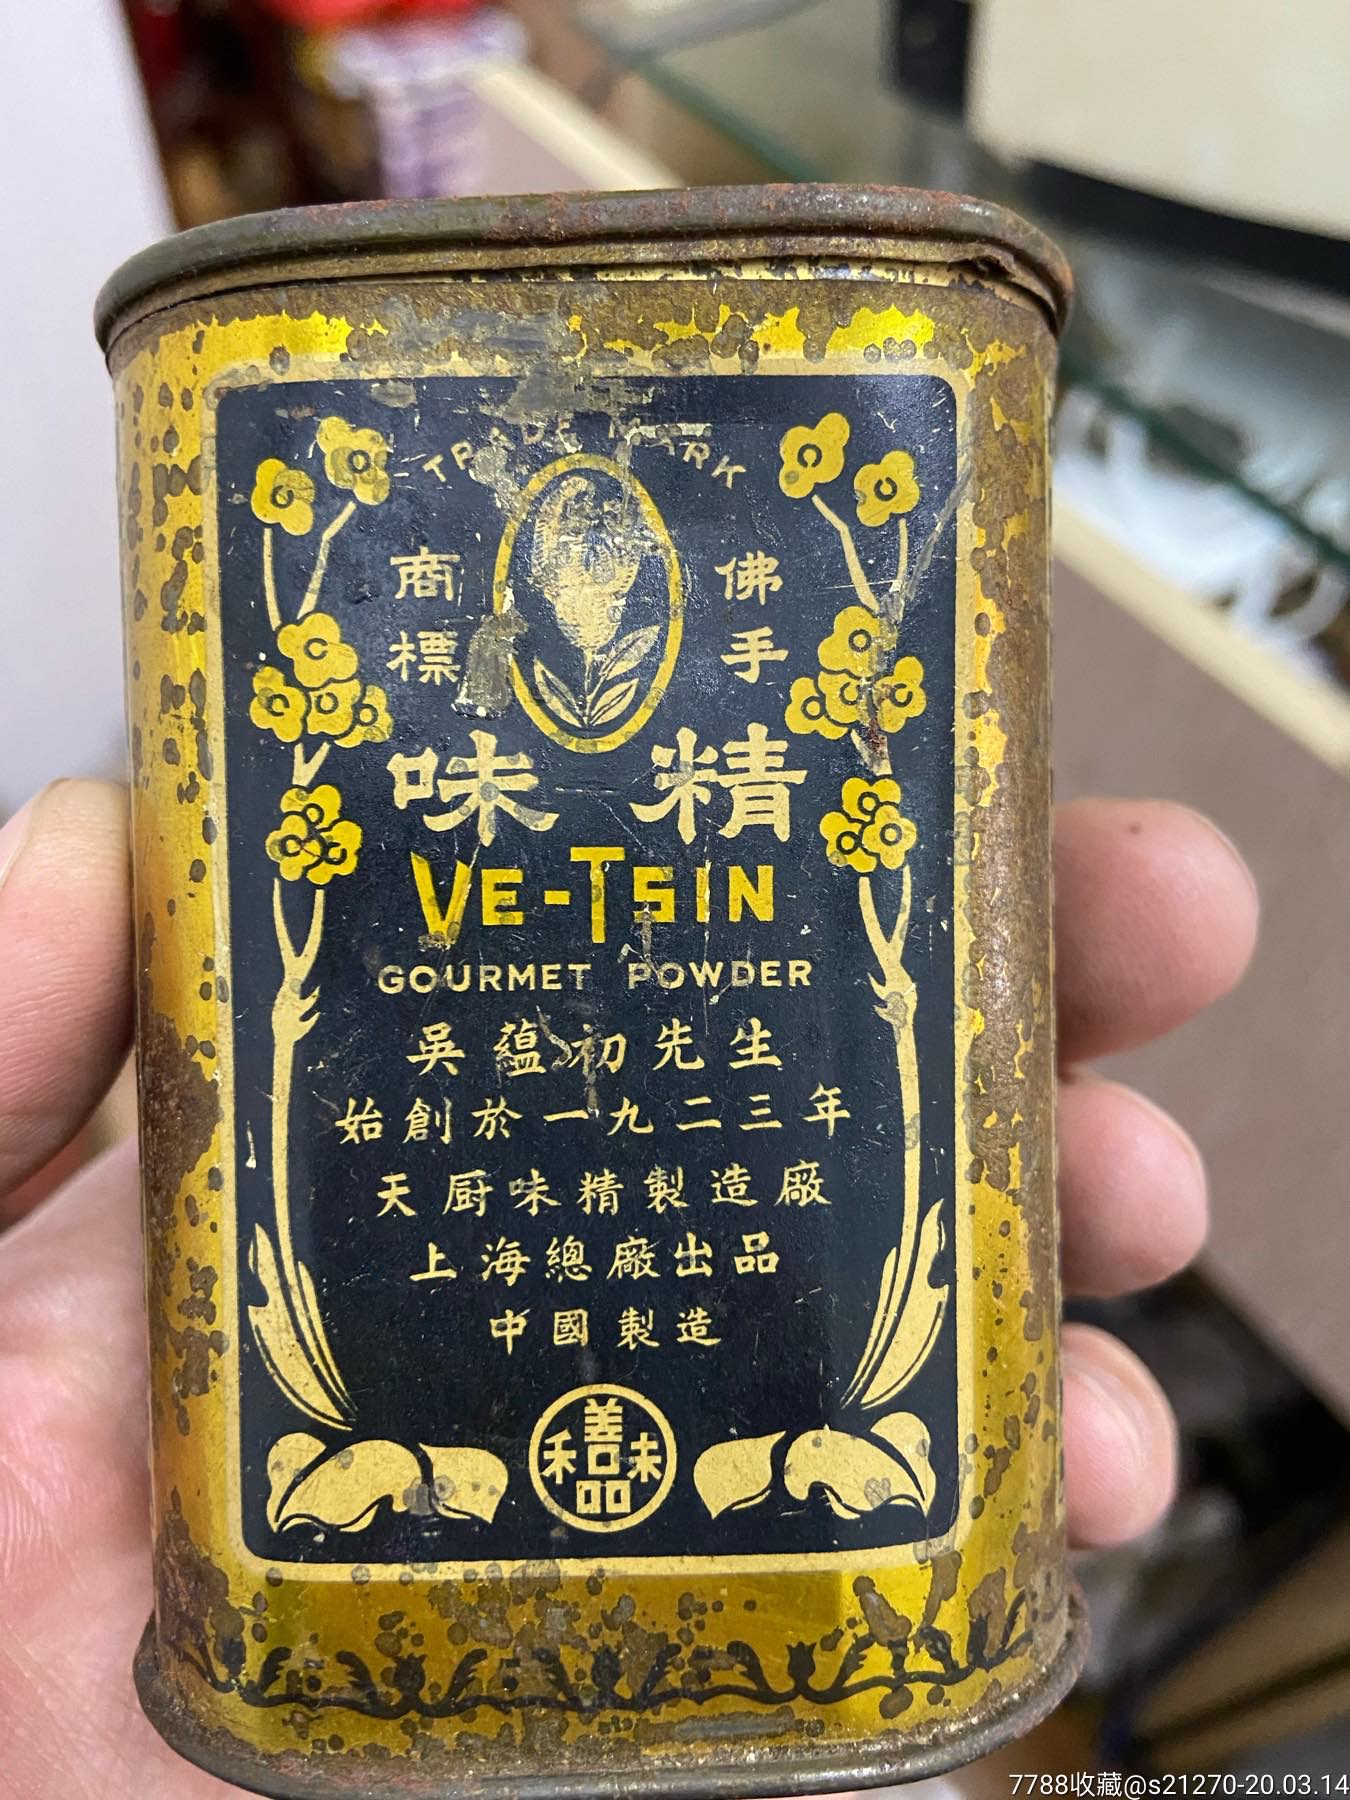 TRADE MARK
商標
佛手
味精
VE-TSIN
GOURMET POWDER
吳蘊初先生
始創於一九二三年
天厨味精製造廠
上海總廠出品
中國製造
7788收藏@s21270-20.03.14